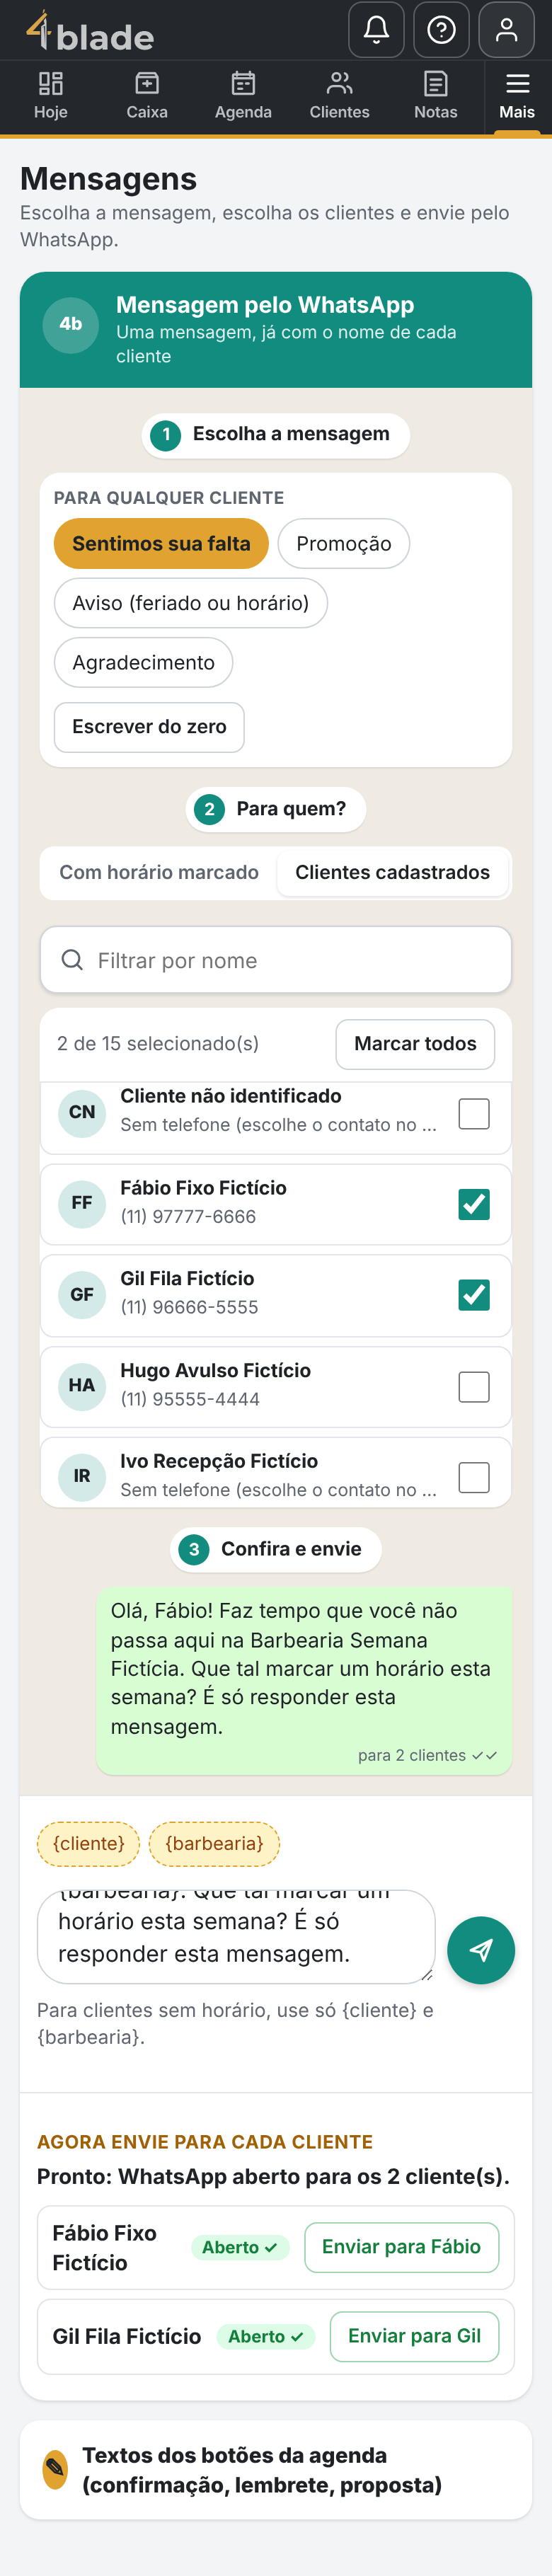 4blade
Hoje
Caixa
Agenda
Clientes
Notas
Mais
Mensagens
Escolha a mensagem, escolha os clientes e envie pelo
WhatsApp.
4b
Mensagem pelo WhatsApp
Uma mensagem, já com o nome de cada
cliente
1 Escolha a mensagem
PARA QUALQUER CLIENTE
Sentimos sua falta
Promoção
Aviso (feriado ou horário)
Agradecimento
Escrever do zero
2 Para quem?
Com horário marcado
Clientes cadastrados
Filtrar por nome
2 de 15 selecionado(s)
Marcar todos
CN
Cliente não identificado
Sem telefone (escolhe o contato no ...
FF
Fábio Fixo Fictício
(11) 97777-6666
GF
Gil Fila Fictício
(11) 96666-5555
HA
Hugo Avulso Fictício
(11) 95555-4444
IR
Ivo Recepção Fictício
Sem telefone (escolhe o contato no ...
3 Confira e envie
Olá, Fábio! Faz tempo que você não
passa aqui na Barbearia Semana
Fictícia. Que tal marcar um horário esta
semana? É só responder esta
mensagem.
para 2 clientes ✓✓
{cliente}
{barbearia}
{barbearia}. Que tal marcar um
horário esta semana? É só
responder esta mensagem.
Para clientes sem horário, use só {cliente} e
{barbearia}.
AGORA ENVIE PARA CADA CLIENTE
Pronto: WhatsApp aberto para os 2 cliente(s).
Fábio Fixo
Fictício
Aberto ✓
Enviar para Fábio
Gil Fila Fictício
Aberto ✓
Enviar para Gil
Textos dos botões da agenda
(confirmação, lembrete, proposta)